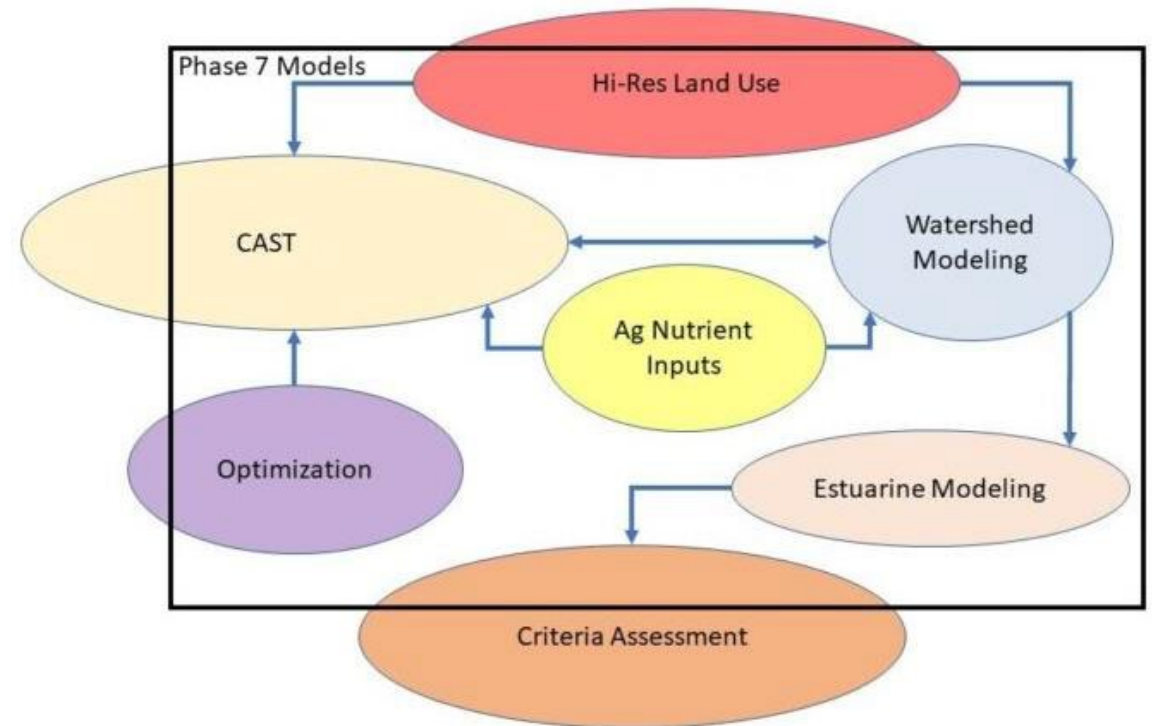 Phase 7 Models
Hi-Res Land Use
CAST
Watershed
Modeling
Ag Nutrient
Inputs
Optimization
Estuarine Modeling
Criteria Assessment